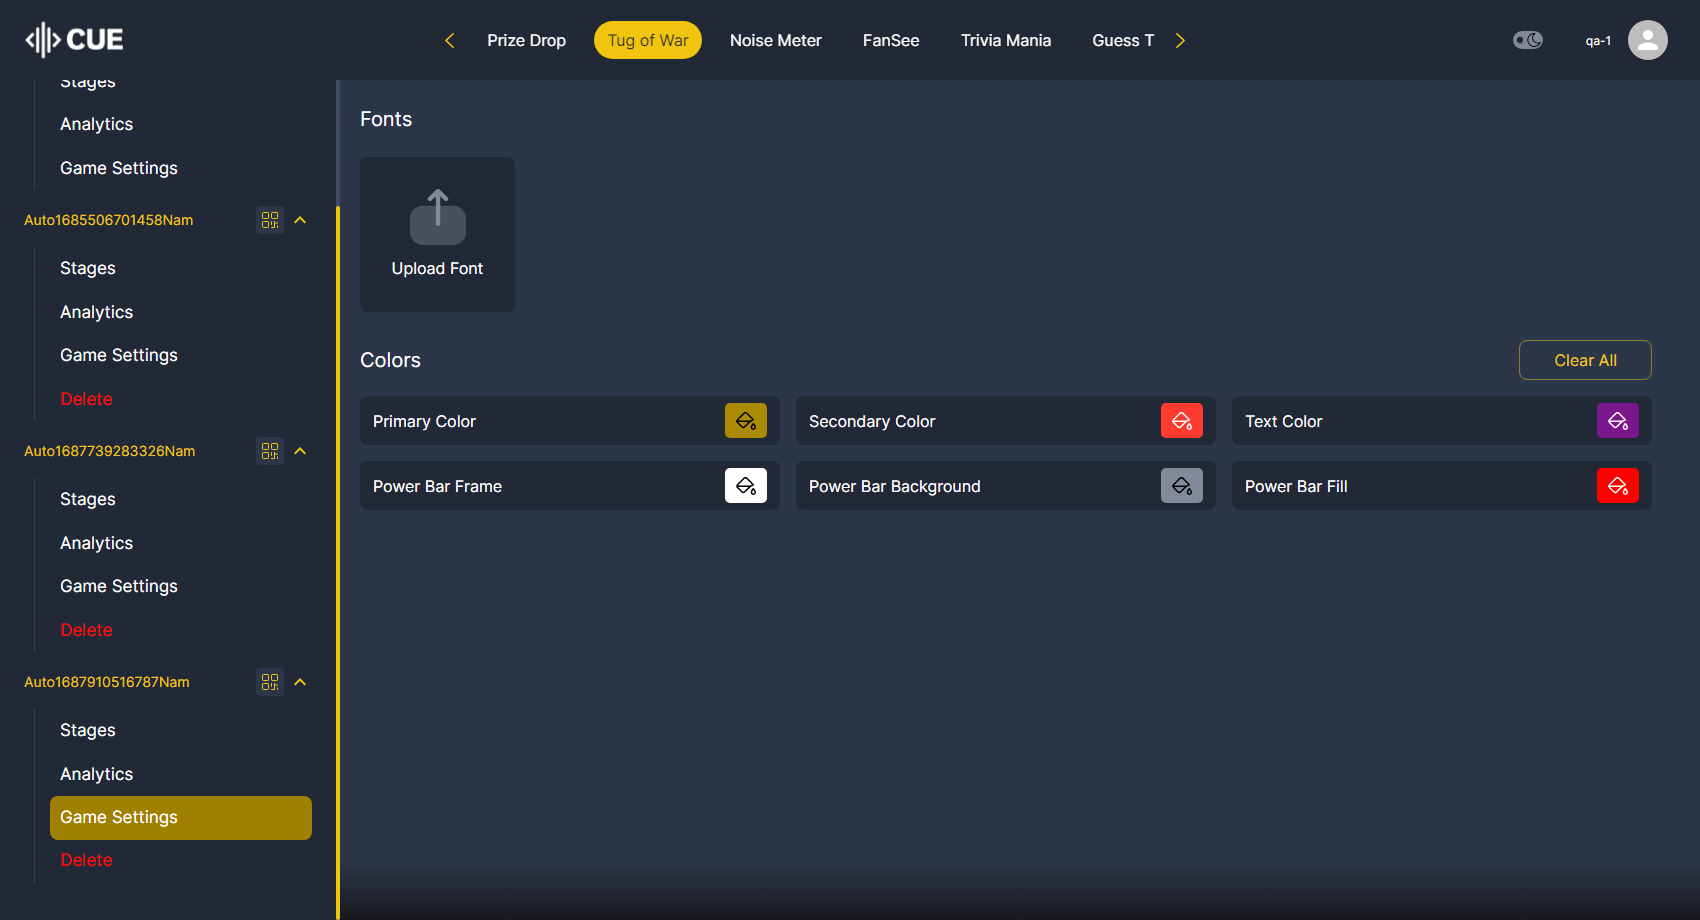 CUE
Prize Drop
Tug of War
Noise Meter
FanSee
Trivia Mania
Guess T
qa-1
Stages
Analytics
Game Settings
Auto1685506701458Nam
Stages
Analytics
Game Settings
Delete
Auto1687739283326Nam
Stages
Analytics
Game Settings
Delete
Auto1687910516787Nam
Stages
Analytics
Game Settings
Delete
Fonts
Upload Font
Colors
Clear All
Primary Color
Secondary Color
Text Color
Power Bar Frame
Power Bar Background
Power Bar Fill